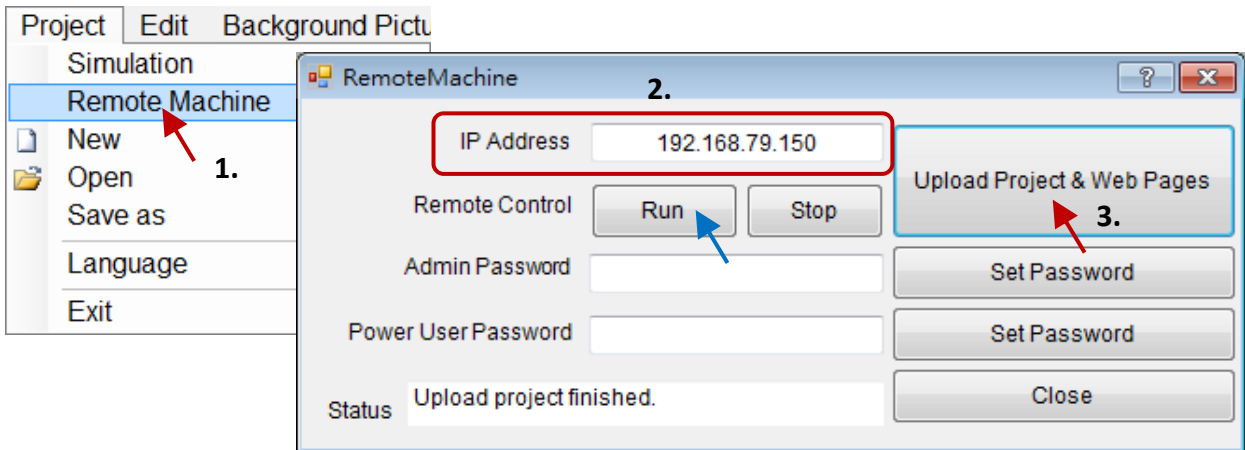 Project Edit Background Pictu
Simulation
Remote Machine
1.
New
Open
Save as
Language
Exit
RemoteMachine
2.
IP Address 192.168.79.150
Upload Project & Web Pages
3.
Remote Control Run Stop
Admin Password Set Password
Power User Password Set Password
Status Upload project finished.
Close